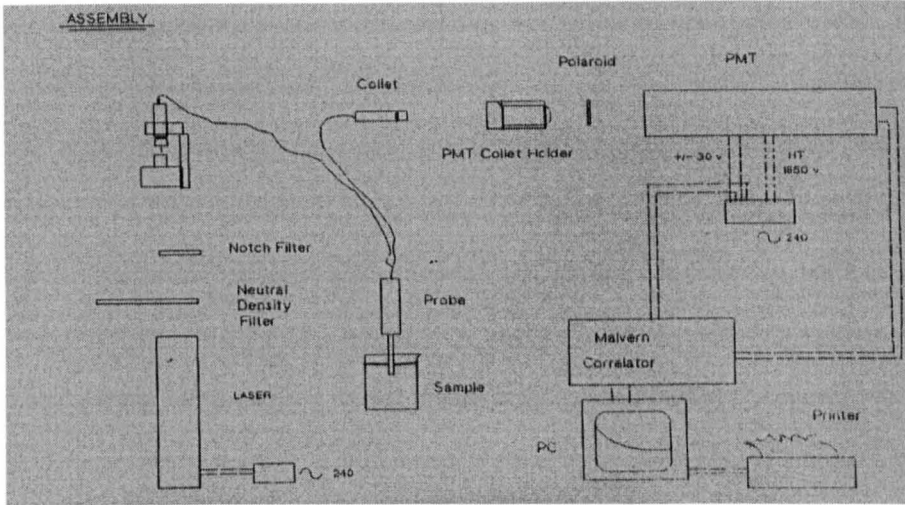 ASSEMBLY
Collet
Polaroid
PMT
PMT Collet Holder
+/- 30 v
HT
1850 v
240
Notch Filter
Neutral
Density
Filter
Probe
LASER
Sample
240
Malvern
Correlator
PC
Printer